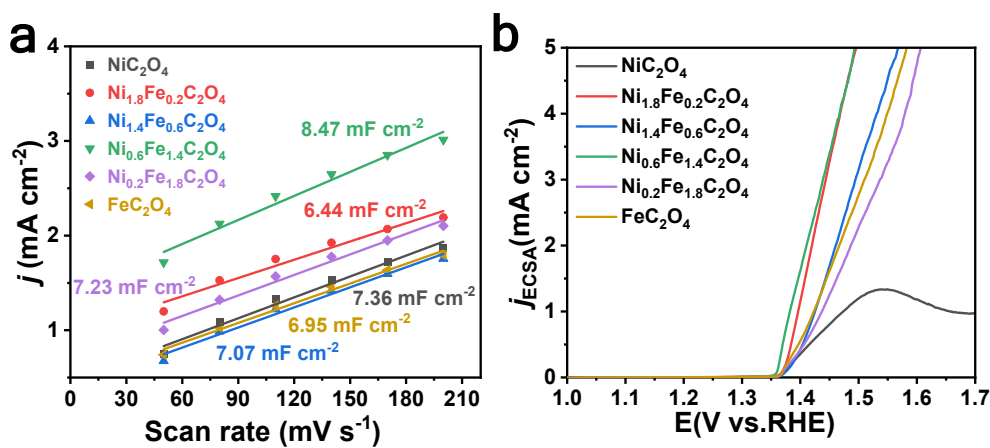 a
j (mA cm⁻²)
4
3
2
1
NiC₂O₄
Ni₁.₈Fe₀.₂C₂O₄
Ni₁.₄Fe₀.₆C₂O₄
Ni₀.₆Fe₁.₄C₂O₄
Ni₀.₂Fe₁.₈C₂O₄
FeC₂O₄
8.47 mF cm⁻²
6.44 mF cm⁻²
7.23 mF cm⁻²
7.36 mF cm⁻²
6.95 mF cm⁻²
7.07 mF cm⁻²
30 60 90 120 150 180 210
Scan rate (mV s⁻¹)
b
j_ECSA(mA cm⁻²)
5
4
3
2
1
0
NiC₂O₄
Ni₁.₈Fe₀.₂C₂O₄
Ni₁.₄Fe₀.₆C₂O₄
Ni₀.₆Fe₁.₄C₂O₄
Ni₀.₂Fe₁.₈C₂O₄
FeC₂O₄
1.0 1.1 1.2 1.3 1.4 1.5 1.6 1.7
E(V vs.RHE)